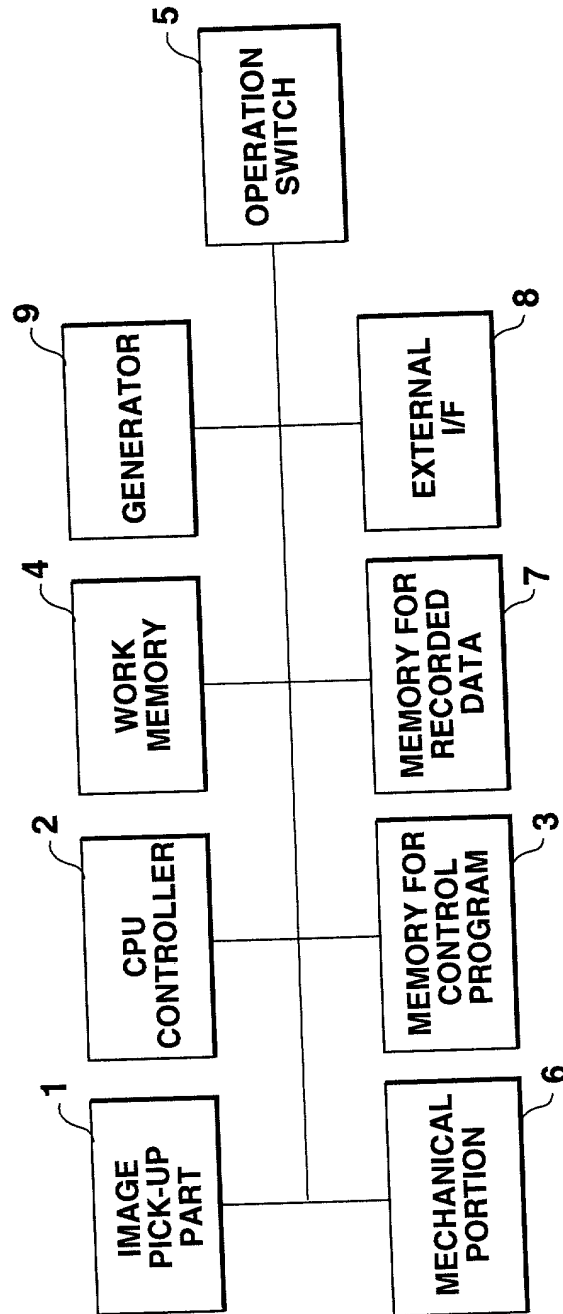 1
IMAGE
PICK-UP
PART
2
CPU
CONTROLLER
4
WORK
MEMORY
9
GENERATOR
5
OPERATION
SWITCH
MECHANICAL
PORTION
6
MEMORY FOR
CONTROL
PROGRAM
3
MEMORY FOR
RECORDED
DATA
7
EXTERNAL
I/F
8